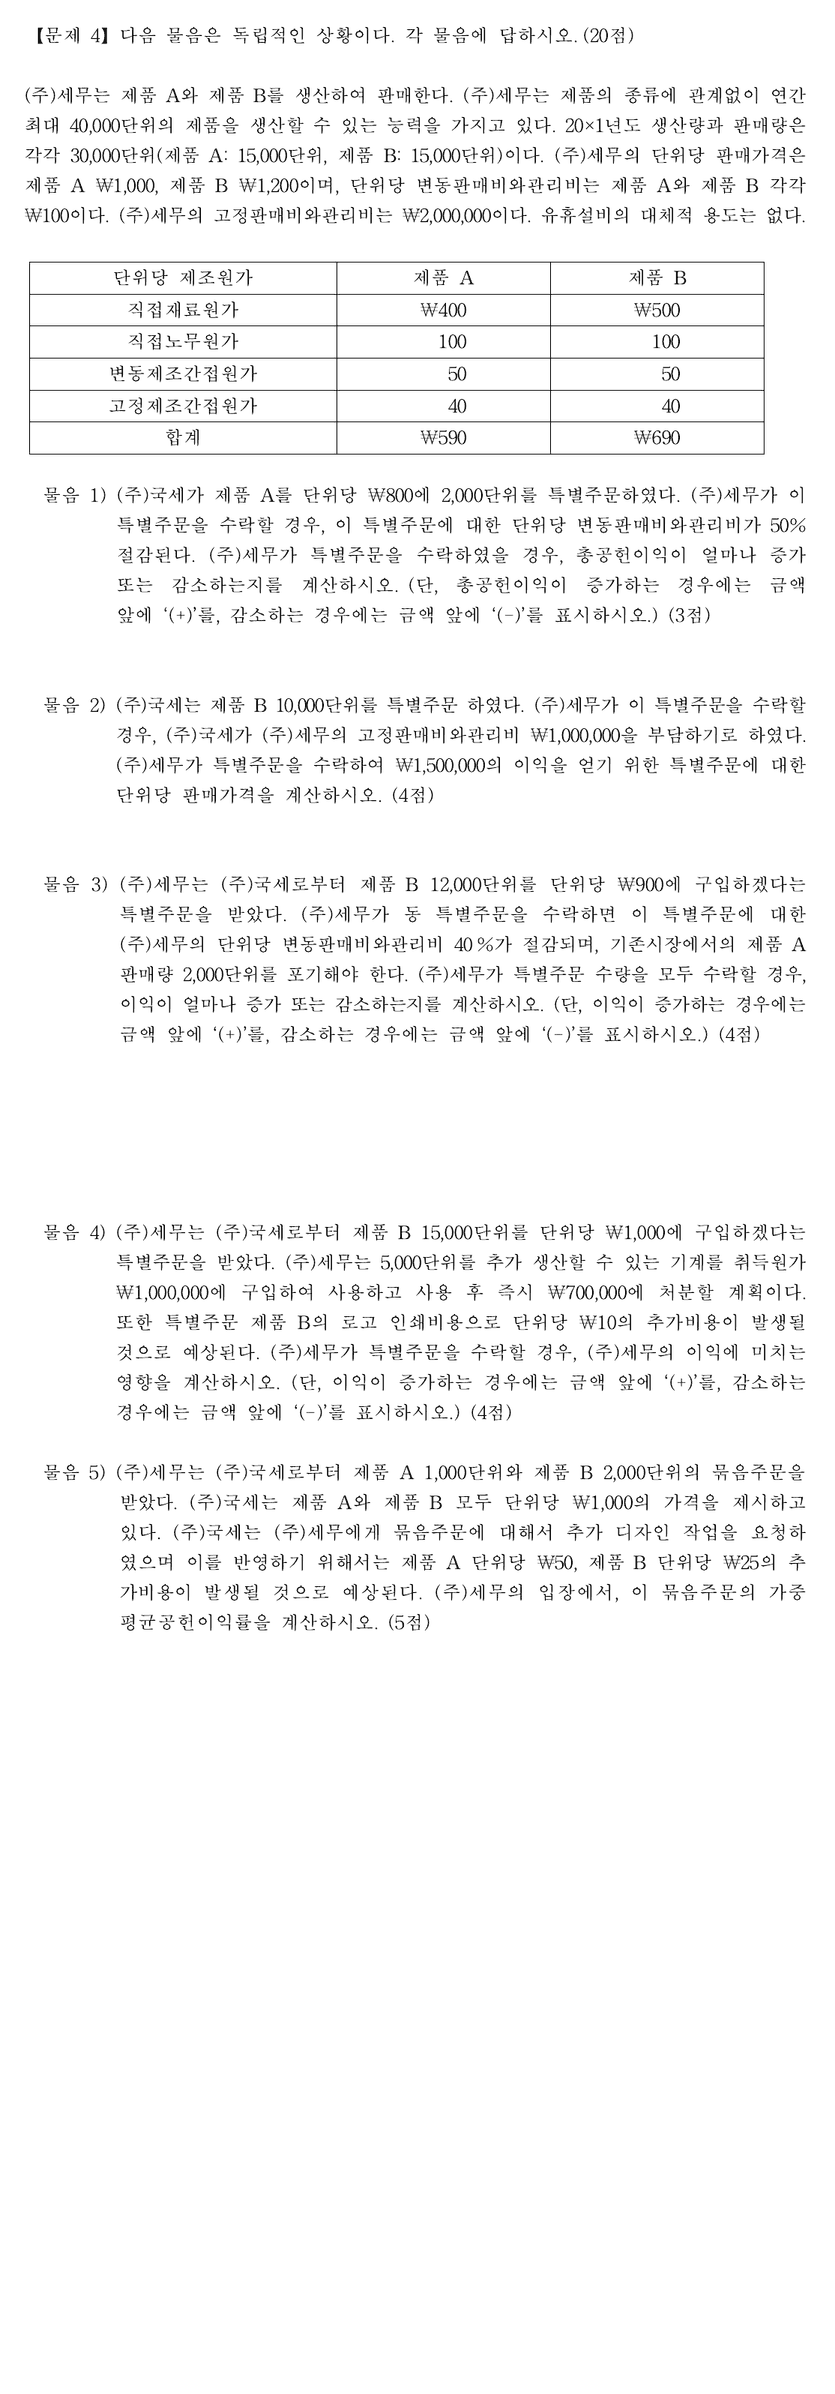 【문제 4】 다음 물음은 독립적인 상황이다. 각 물음에 답하시오. (20점)
(주)세무는 제품 A와 제품 B를 생산하여 판매한다. (주)세무는 제품의 종류에 관계없이 연간
최대 40,000단위의 제품을 생산할 수 있는 능력을 가지고 있다. 20×1년도 생산량과 판매량은
각각 30,000단위(제품 A: 15,000단위, 제품 B: 15,000단위)이다. (주)세무의 단위당 판매가격은
제품 A ₩1,000, 제품 B ₩1,200이며, 단위당 변동판매비와관리비는 제품 A와 제품 B 각각
₩100이다. (주)세무의 고정판매비와관리비는 ₩2,000,000이다. 유휴설비의 대체적 용도는 없다.
단위당 제조원가 제품 A 제품 B
직접재료원가 ₩400 ₩500
직접노무원가 100 100
변동제조간접원가 50 50
고정제조간접원가 40 40
합계 ₩590 ₩690
물음 1) (주)국세가 제품 A를 단위당 ₩800에 2,000단위를 특별주문하였다. (주)세무가 이
특별주문을 수락할 경우, 이 특별주문에 대한 단위당 변동판매비와관리비가 50%
절감된다. (주)세무가 특별주문을 수락하였을 경우, 총공헌이익이 얼마나 증가
또는 감소하는지를 계산하시오. (단, 총공헌이익이 증가하는 경우에는 금액
앞에 ‘(+)’를, 감소하는 경우에는 금액 앞에 ‘(-)’를 표시하시오.) (3점)
물음 2) (주)국세는 제품 B 10,000단위를 특별주문 하였다. (주)세무가 이 특별주문을 수락할
경우, (주)국세가 (주)세무의 고정판매비와관리비 ₩1,000,000을 부담하기로 하였다.
(주)세무가 특별주문을 수락하여 ₩1,500,000의 이익을 얻기 위한 특별주문에 대한
단위당 판매가격을 계산하시오. (4점)
물음 3) (주)세무는 (주)국세로부터 제품 B 12,000단위를 단위당 ₩900에 구입하겠다는
특별주문을 받았다. (주)세무가 동 특별주문을 수락하면 이 특별주문에 대한
(주)세무의 단위당 변동판매비와관리비 40%가 절감되며, 기존시장에서의 제품 A
판매량 2,000단위를 포기해야 한다. (주)세무가 특별주문 수량을 모두 수락할 경우,
이익이 얼마나 증가 또는 감소하는지를 계산하시오. (단, 이익이 증가하는 경우에는
금액 앞에 ‘(+)’를, 감소하는 경우에는 금액 앞에 ‘(-)’를 표시하시오.) (4점)
물음 4) (주)세무는 (주)국세로부터 제품 B 15,000단위를 단위당 ₩1,000에 구입하겠다는
특별주문을 받았다. (주)세무는 5,000단위를 추가 생산할 수 있는 기계를 취득원가
₩1,000,000에 구입하여 사용하고 사용 후 즉시 ₩700,000에 처분할 계획이다.
또한 특별주문 제품 B의 로고 인쇄비용으로 단위당 ₩10의 추가비용이 발생될
것으로 예상된다. (주)세무가 특별주문을 수락할 경우, (주)세무의 이익에 미치는
영향을 계산하시오. (단, 이익이 증가하는 경우에는 금액 앞에 ‘(+)’를, 감소하는
경우에는 금액 앞에 ‘(-)’를 표시하시오.) (4점)
물음 5) (주)세무는 (주)국세로부터 제품 A 1,000단위와 제품 B 2,000단위의 묶음주문을
받았다. (주)국세는 제품 A와 제품 B 모두 단위당 ₩1,000의 가격을 제시하고
있다. (주)국세는 (주)세무에게 묶음주문에 대해서 추가 디자인 작업을 요청하
였으며 이를 반영하기 위해서는 제품 A 단위당 ₩50, 제품 B 단위당 ₩25의 추
가비용이 발생될 것으로 예상된다. (주)세무의 입장에서, 이 묶음주문의 가중
평균공헌이익률을 계산하시오. (5점)